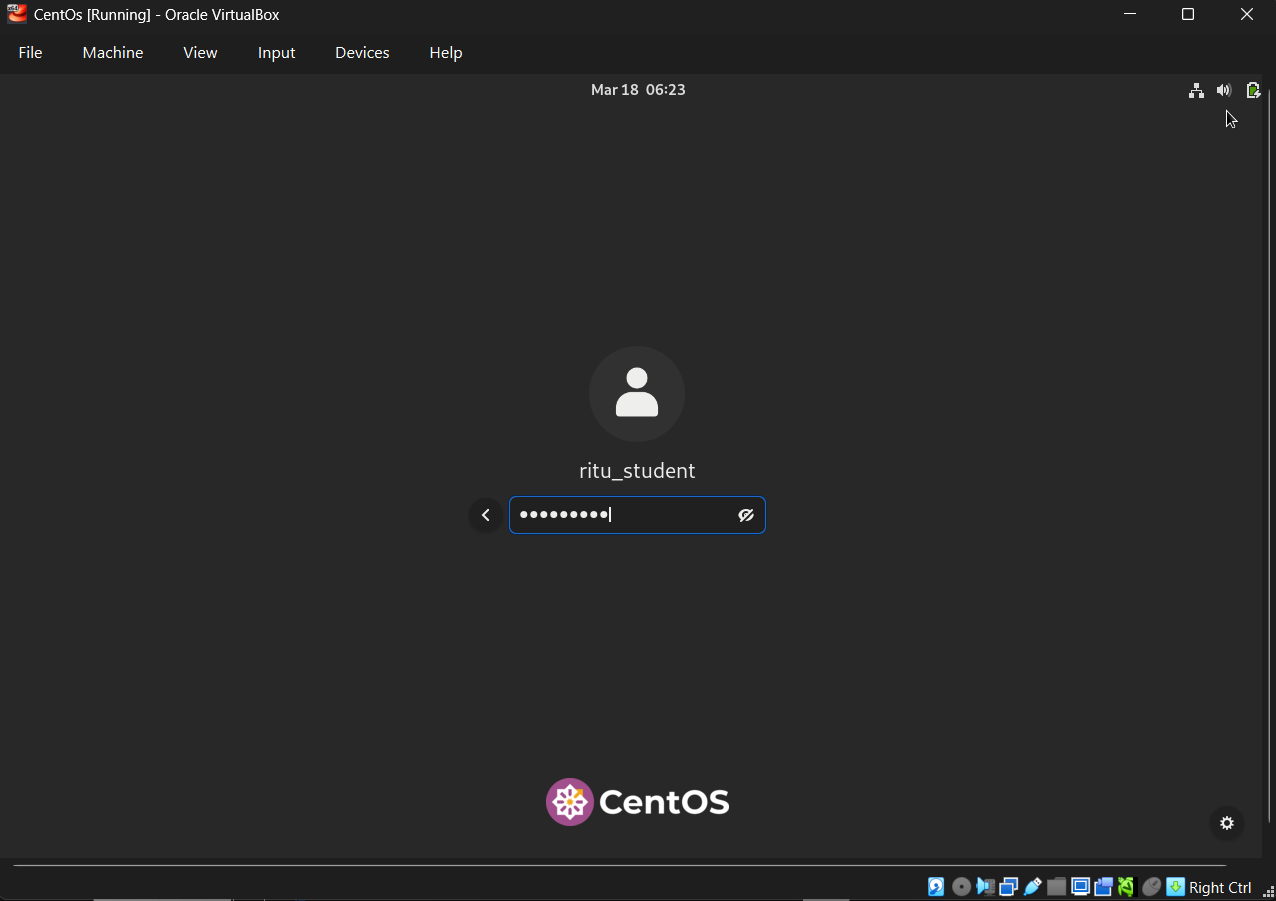 CentOs [Running] - Oracle VirtualBox
File Machine View Input Devices Help
Mar 18 06:23
ritu_student
CentOS
Right Ctrl